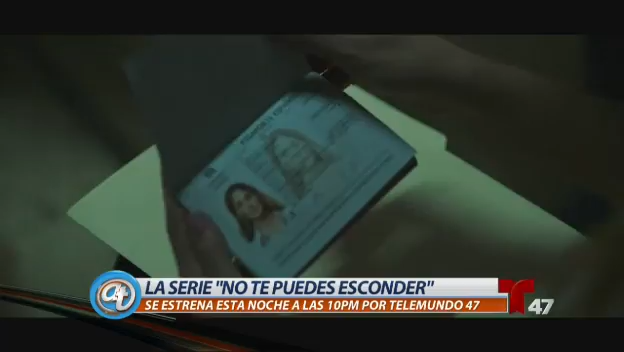 LA SERIE "NO TE PUEDES ESCONDER"
SE ESTRENA ESTA NOCHE A LAS 10PM POR TELEMUNDO 47
47